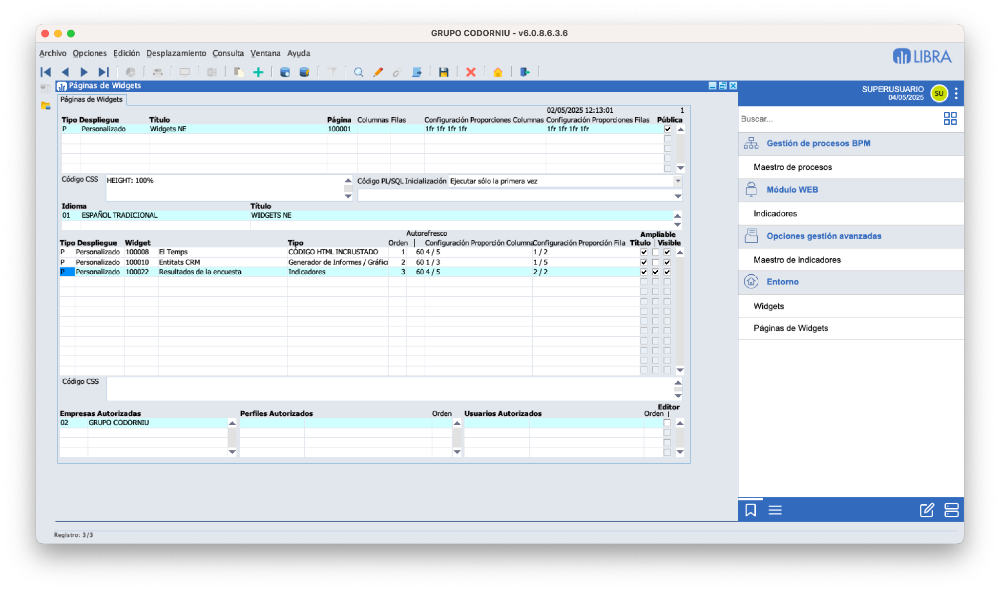 GRUPO CODORNIU - v6.0.8.6.3.6
Archivo Opciones Edición Desplazamiento Consulta Ventana Ayuda
LIBRA
Páginas de Widgets
SUPERUSUARIO
04/05/2025
SU
Páginas de Widgets
02/05/2025 12:13:01 1
Tipo Despliegue Título Página Columnas Filas Configuración Proporciones Columnas Configuración Proporciones Filas Pública
P Personalizado Widgets NE 100001 1fr 1fr 1fr 1fr 1fr 1fr 1fr 1fr
Código CSS HEIGHT: 100% Código PL/SQL Inicialización Ejecutar sólo la primera vez
Idioma Título
01 ESPAÑOL TRADICIONAL WIDGETS NE
Autorefresco Ampliable
Tipo Despliegue Widget Tipo Orden Configuración Proporción Columna Configuración Proporción Fila Título Visible
P Personalizado 100008 El Temps CÓDIGO HTML INCRUSTADO 1 60 4 / 5 1 / 2
P Personalizado 100010 Entitats CRM Generador de Informes / Gráfic 2 60 1 / 3 1 / 5
P Personalizado 100022 Resultados de la encuesta Indicadores 3 60 4 / 5 2 / 2
Código CSS
Editor
Empresas Autorizadas Perfiles Autorizados Orden Usuarios Autorizados Orden
02 GRUPO CODORNIU
Registro: 3/3
Buscar...
Gestión de procesos BPM
Maestro de procesos
Módulo WEB
Indicadores
Opciones gestión avanzadas
Maestro de indicadores
Entorno
Widgets
Páginas de Widgets